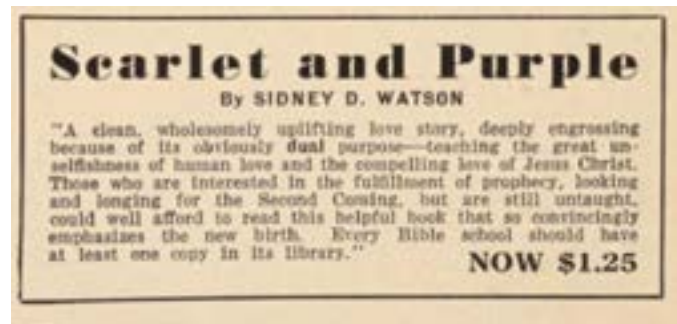 Scarlet and Purple
By SIDNEY D. WATSON
"A clean, wholesomely uplifting love story, deeply engrossing
because of its obviously dual purpose—teaching the great un-
selfishness of human love and the compelling love of Jesus Christ.
Those who are interested in the fulfillment of prophecy, looking
and longing for the Second Coming, but are still untaught,
could well afford to read this helpful book that so convincingly
emphasizes the new birth. Every Bible school should have
at least one copy in its library."
NOW $1.25